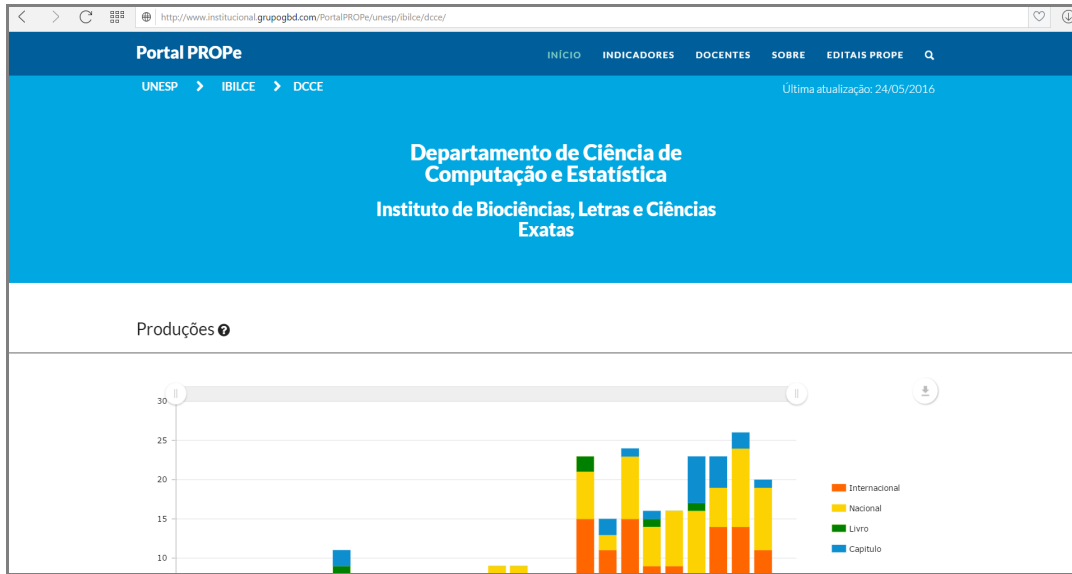 http://www.institucional.grupogbd.com/PortalPROPe/unesp/ibilce/dcce/
Portal PROPe
INÍCIO INDICADORES DOCENTES SOBRE EDITAIS PROPE
UNESP IBILCE DCCE
Última atualização: 24/05/2016
Departamento de Ciência de
Computação e Estatística
Instituto de Biociências, Letras e Ciências
Exatas
Produções
30
25
20
15
10
Internacional
Nacional
Livro
Capitulo